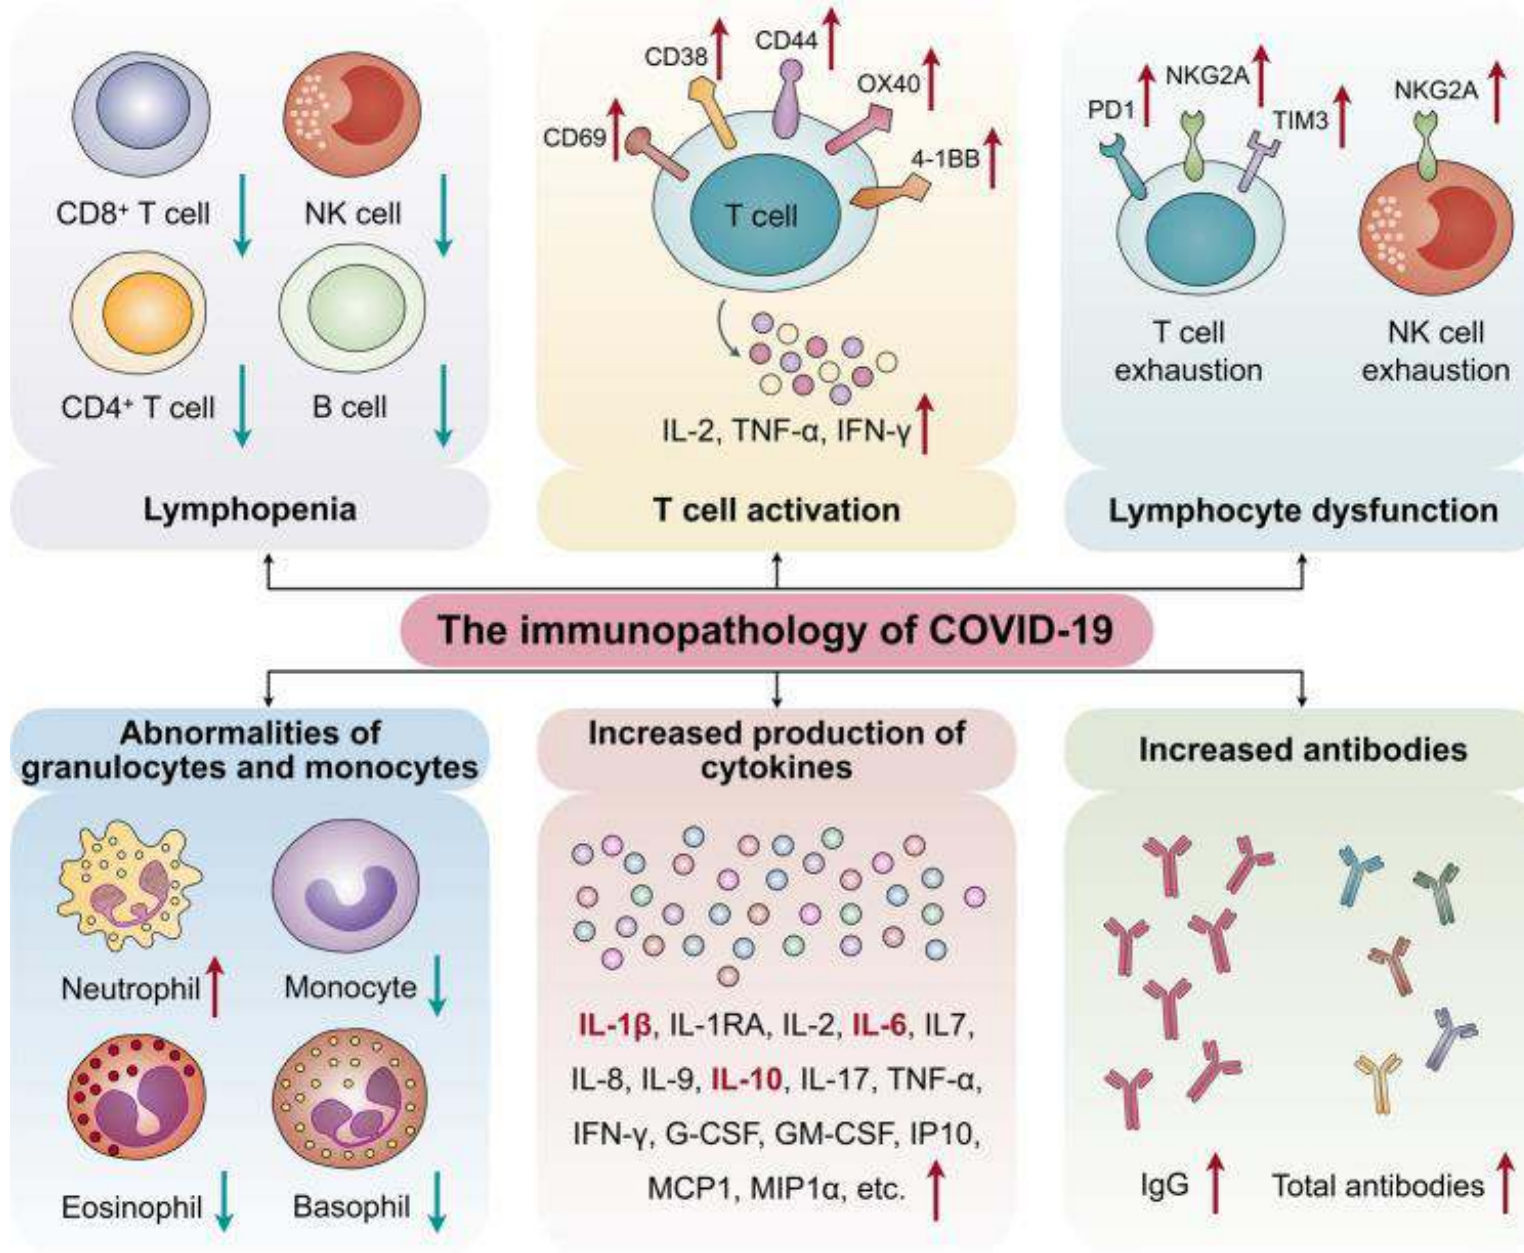 CD8⁺ T cell
NK cell
CD4⁺ T cell
B cell
Lymphopenia
CD69
CD38
CD44
OX40
4-1BB
T cell
IL-2, TNF-α, IFN-γ
T cell activation
PD1
NKG2A
TIM3
NKG2A
T cell
exhaustion
NK cell
exhaustion
Lymphocyte dysfunction
The immunopathology of COVID-19
Abnormalities of
granulocytes and monocytes
Neutrophil
Monocyte
Eosinophil
Basophil
Increased production of
cytokines
IL-1β, IL-1RA, IL-2, IL-6, IL7,
IL-8, IL-9, IL-10, IL-17, TNF-α,
IFN-γ, G-CSF, GM-CSF, IP10,
MCP1, MIP1α, etc.
Increased antibodies
IgG
Total antibodies